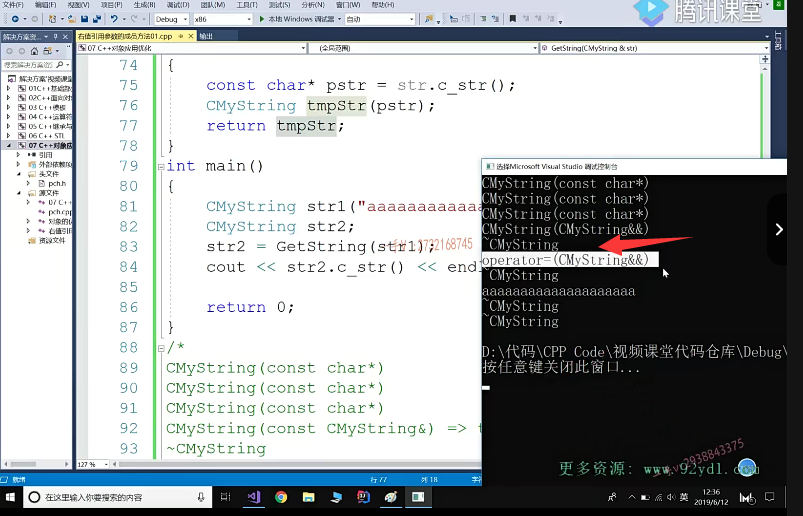 文件(F) 编辑(E) 视图(V) 项目(P) 生成(B) 调试(D) 团队(M) 工具(T) 测试(S) 分析(N) 窗口(W) 帮助(H)
Debug x86 本地 Windows 调试器 自动
腾讯课堂
解决方案资...
右值引用参数的成员方法01.cpp 输出
07 C++对象应用优化 (全局范围) GetString(CMyString & str)
搜索解决方案资源
解决方案"视频课堂
01C++基础
02C++面向对
03 C++模板
04 C++运算符
05 C++继承与
06 C++ STL
07 C++对象应
引用
外部依赖
头文件
pch.h
源文件
07 C++
pch.cpp
对象的
右值引
资源文件
74 {
75 const char* pstr = str.c_str();
76 CMyString tmpStr(pstr);
77 return tmpStr;
78 }
79 int main()
80 {
81 CMyString str1("aaaaaaaaaaaa
82 CMyString str2;
83 str2 = GetString(str1);
84 cout << str2.c_str() << end
85
86 return 0;
87 }
88 /*
89 CMyString(const char*)
90 CMyString(const char*)
91 CMyString(const char*)
92 CMyString(const CMyString&) => t
93 ~CMyString
选择Microsoft Visual Studio 调试控制台
CMyString(const char*)
CMyString(const char*)
CMyString(const char*)
CMyString(CMyString&&)
~CMyString
operator=(CMyString&&)
~CMyString
aaaaaaaaaaaaaaaaaaaa
~CMyString
~CMyString
D:\代码\CPP Code\视频课堂代码仓库\Debug\
按任意键关闭此窗口...
127 %
就绪 行 77 列 18 字符
更多资源: www.92ydl.com
在这里输入你要搜索的内容
英
12:36
2019/6/12